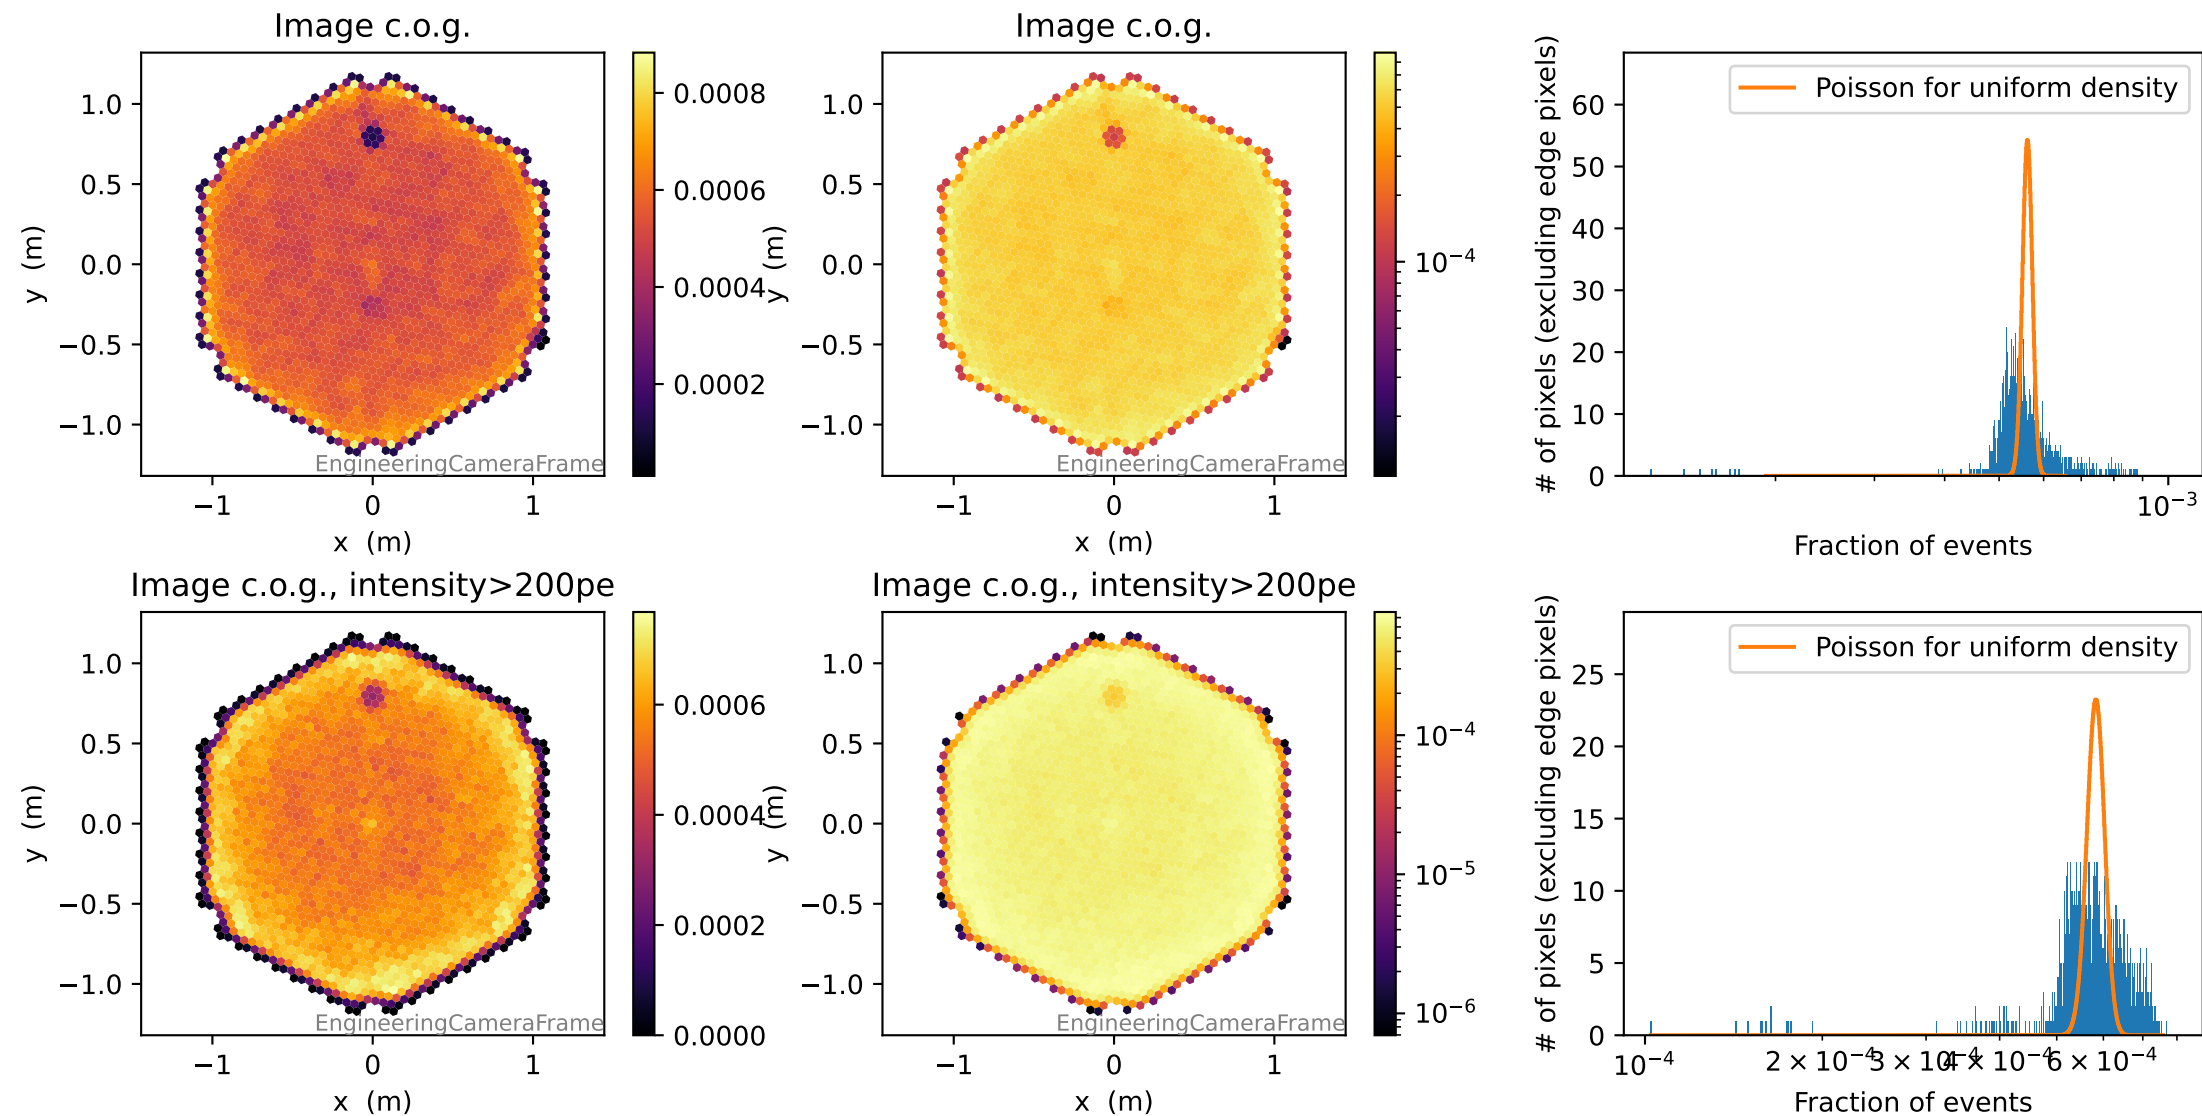 Image c.o.g.
Image c.o.g.
1.0
0.5
0.0
−0.5
−1.0
y (m)
−1
0
1
x (m)
EngineeringCameraFrame
0.0008
0.0006
0.0004
0.0002
1.0
0.5
0.0
−0.5
−1.0
y (m)
−1
0
1
x (m)
EngineeringCameraFrame
10⁻⁴
# of pixels (excluding edge pixels)
60
50
40
30
20
10
0
Poisson for uniform density
10⁻³
Fraction of events
Image c.o.g., intensity>200pe
Image c.o.g., intensity>200pe
1.0
0.5
0.0
−0.5
−1.0
y (m)
−1
0
1
x (m)
EngineeringCameraFrame
0.0006
0.0004
0.0002
0.0000
1.0
0.5
0.0
−0.5
−1.0
y (m)
−1
0
1
x (m)
EngineeringCameraFrame
10⁻⁴
10⁻⁵
10⁻⁶
# of pixels (excluding edge pixels)
25
20
15
10
5
0
Poisson for uniform density
10⁻⁴
2 × 10⁻⁴
3 × 10⁻⁴
4 × 10⁻⁴
6 × 10⁻⁴
Fraction of events